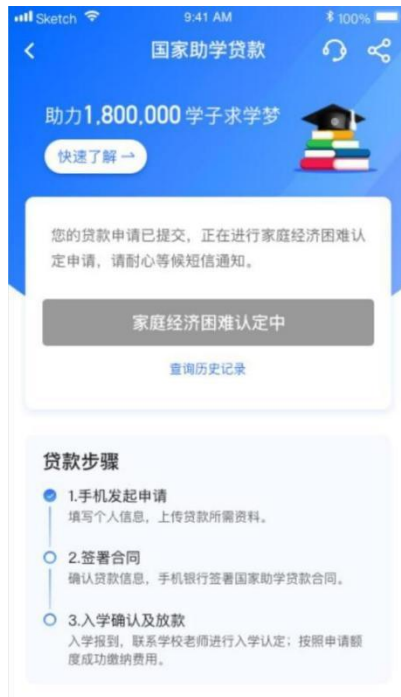 Sketch 9:41 AM 100%
国家助学贷款
助力1,800,000 学子求学梦
快速了解
您的贷款申请已提交，正在进行家庭经济困难认
定申请，请耐心等候短信通知。
家庭经济困难认定中
查询历史记录
贷款步骤
1.手机发起申请
填写个人信息，上传贷款所需资料。
2.签署合同
确认贷款信息，手机银行签署国家助学贷款合同。
3.入学确认及放款
入学报到，联系学校老师进行入学认定；按照申请额
度成功缴纳费用。